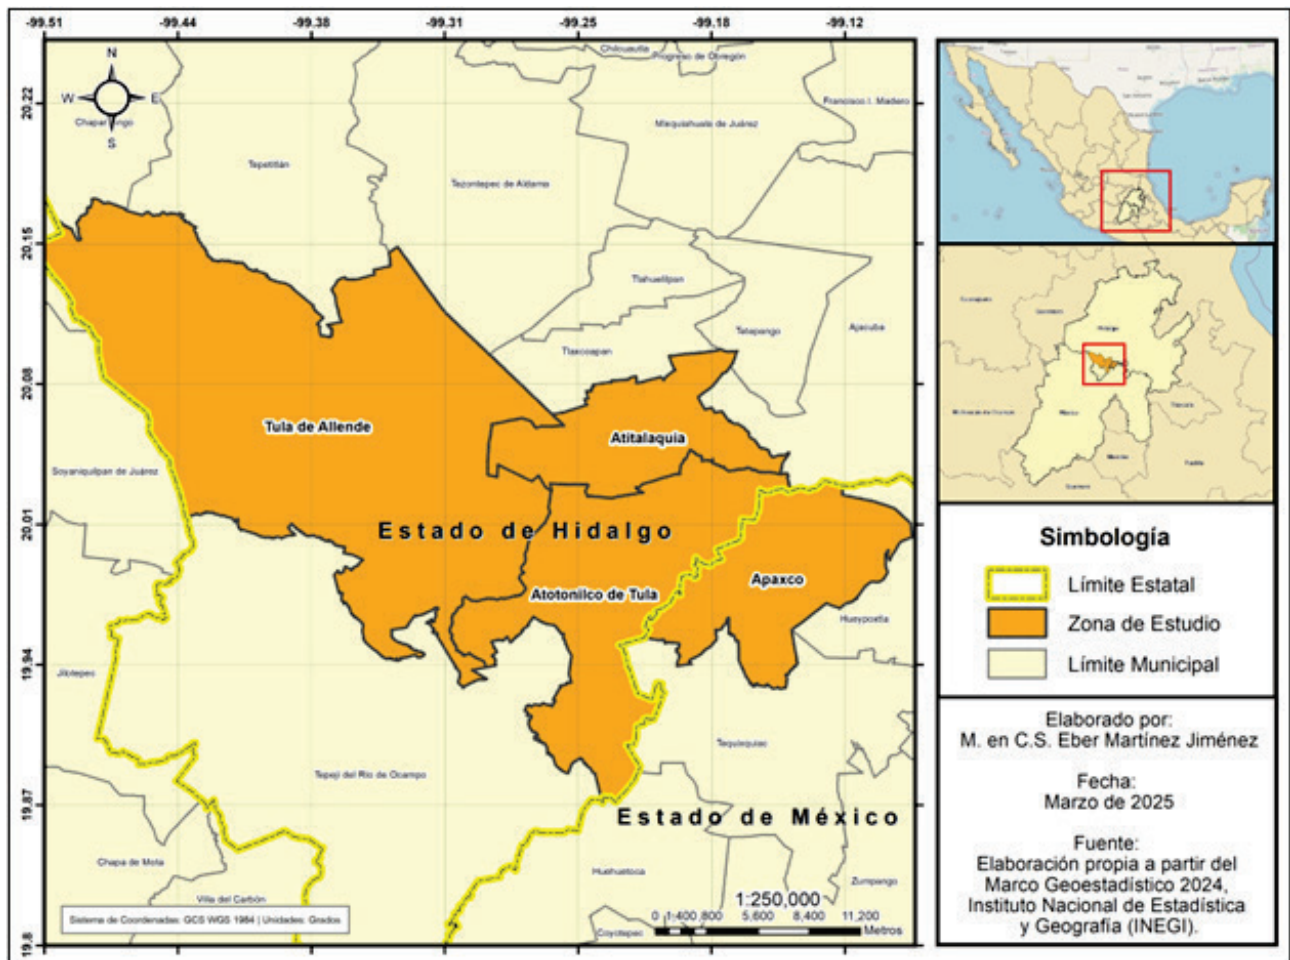 -99.51 -99.44 -99.38 -99.31 -99.25 -99.18 -99.12
20.22
20.15
20.08
20.01
19.94
19.87
19.8
N
W E
S
Chilcuautla
Progreso de Obregón
Francisco I. Madero
Mixquiahuala de Juárez
Tepetitlán
Tezontepec de Aldama
Tlahuelilpan
Tetepango
Ajacuba
Tlaxcoapan
Tula de Allende
Atitalaquia
Soyaniquilpan de Juárez
Estado de Hidalgo
Apaxco
Atotonilco de Tula
Hueypoxtla
Jilotepec
Tequixquiac
Tepeji del Río de Ocampo
Estado de México
Chapa de Mota
Huehuetoca
Zumpango
Villa del Carbón
Coyotepec
1:250,000
0 1,400 2,800 5,600 8,400 11,200
Metros
Sistema de Coordenadas: GCS WGS 1984 | Unidades: Grados
Hidalgo
México
Tlaxcala
Puebla
Morelos
Guerrero
Simbología
Límite Estatal
Zona de Estudio
Límite Municipal
Elaborado por:
M. en C.S. Eber Martínez Jiménez
Fecha:
Marzo de 2025
Fuente:
Elaboración propia a partir del
Marco Geoestadístico 2024,
Instituto Nacional de Estadística
y Geografía (INEGI).